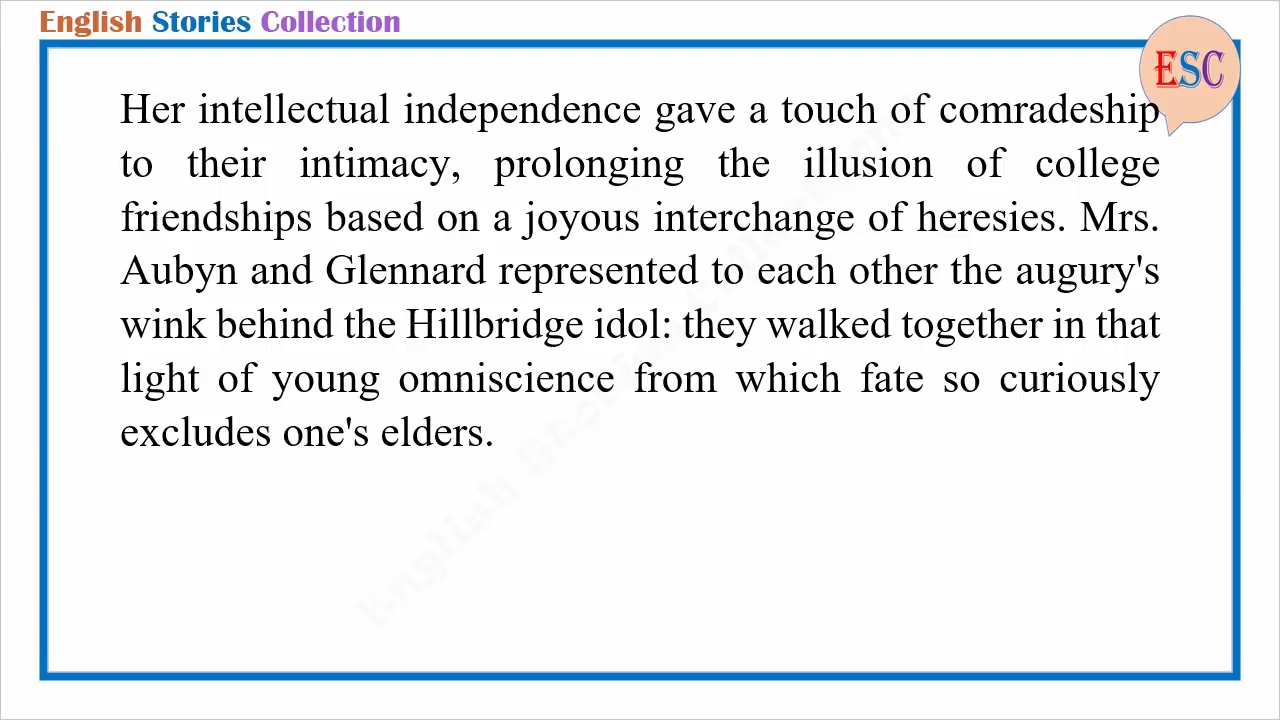 English Stories Collection
ESC
Her intellectual independence gave a touch of comradeship
to their intimacy, prolonging the illusion of college
friendships based on a joyous interchange of heresies. Mrs.
Aubyn and Glennard represented to each other the augury's
wink behind the Hillbridge idol: they walked together in that
light of young omniscience from which fate so curiously
excludes one's elders.